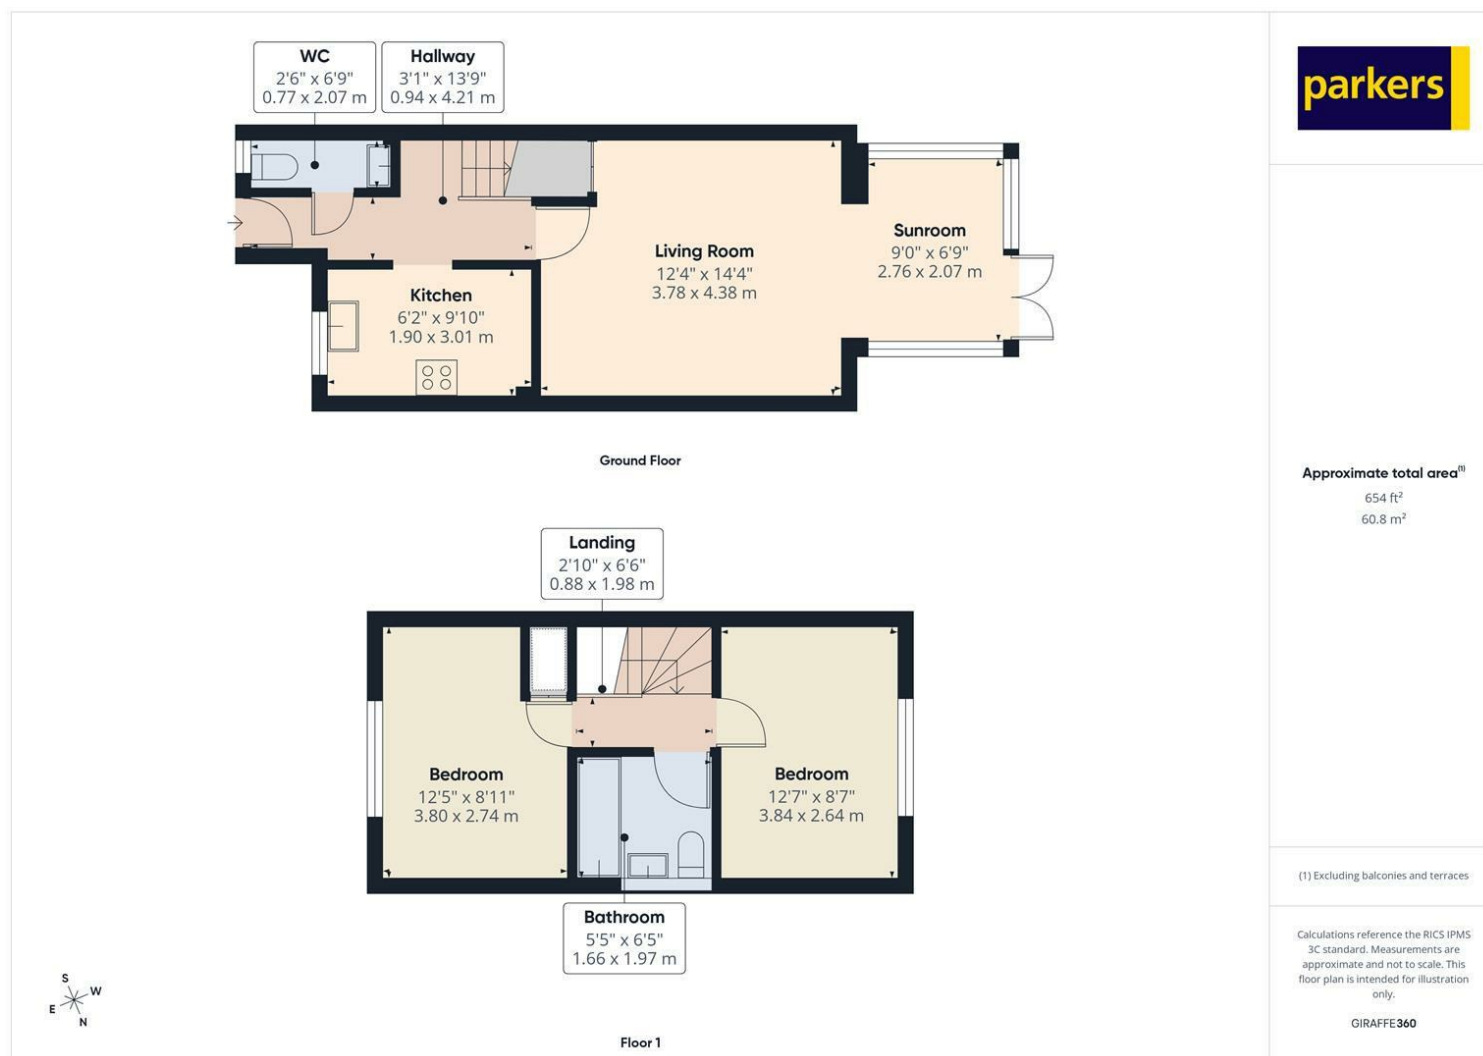 WC
2'6" x 6'9"
0.77 x 2.07 m
Hallway
3'1" x 13'9"
0.94 x 4.21 m
Living Room
12'4" x 14'4"
3.78 x 4.38 m
Sunroom
9'0" x 6'9"
2.76 x 2.07 m
Kitchen
6'2" x 9'10"
1.90 x 3.01 m
Ground Floor
Landing
2'10" x 6'6"
0.88 x 1.98 m
Bedroom
12'5" x 8'11"
3.80 x 2.74 m
Bedroom
12'7" x 8'7"
3.84 x 2.64 m
Bathroom
5'5" x 6'5"
1.66 x 1.97 m
S
W
E
N
Floor 1
parkers
Approximate total area(1)
654 ft²
60.8 m²
(1) Excluding balconies and terraces
Calculations reference the RICS IPMS
3C standard. Measurements are
approximate and not to scale. This
floor plan is intended for illustration
only.
GIRAFFE360